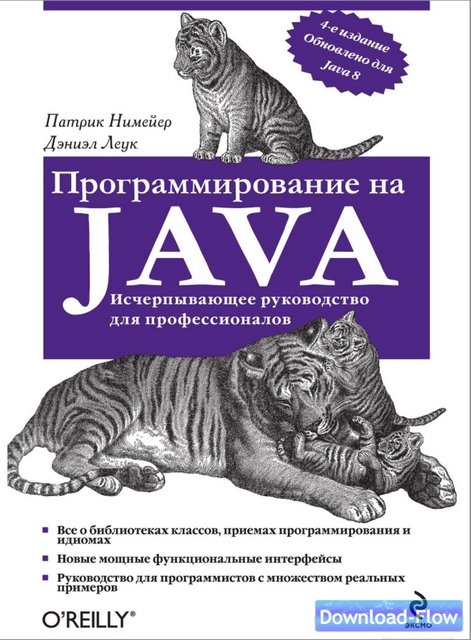 4-е издание
Обновлено для
Java 8
Патрик Нимейер
Дэниэл Леук
Программирование на
JAVA
Исчерпывающее руководство
для профессионалов
Все о библиотеках классов, приемах программирования и
идиомах
Новые мощные функциональные интерфейсы
Руководство для программистов с множеством реальных
примеров
O'REILLY®
ЭКСМО
Download-Flow